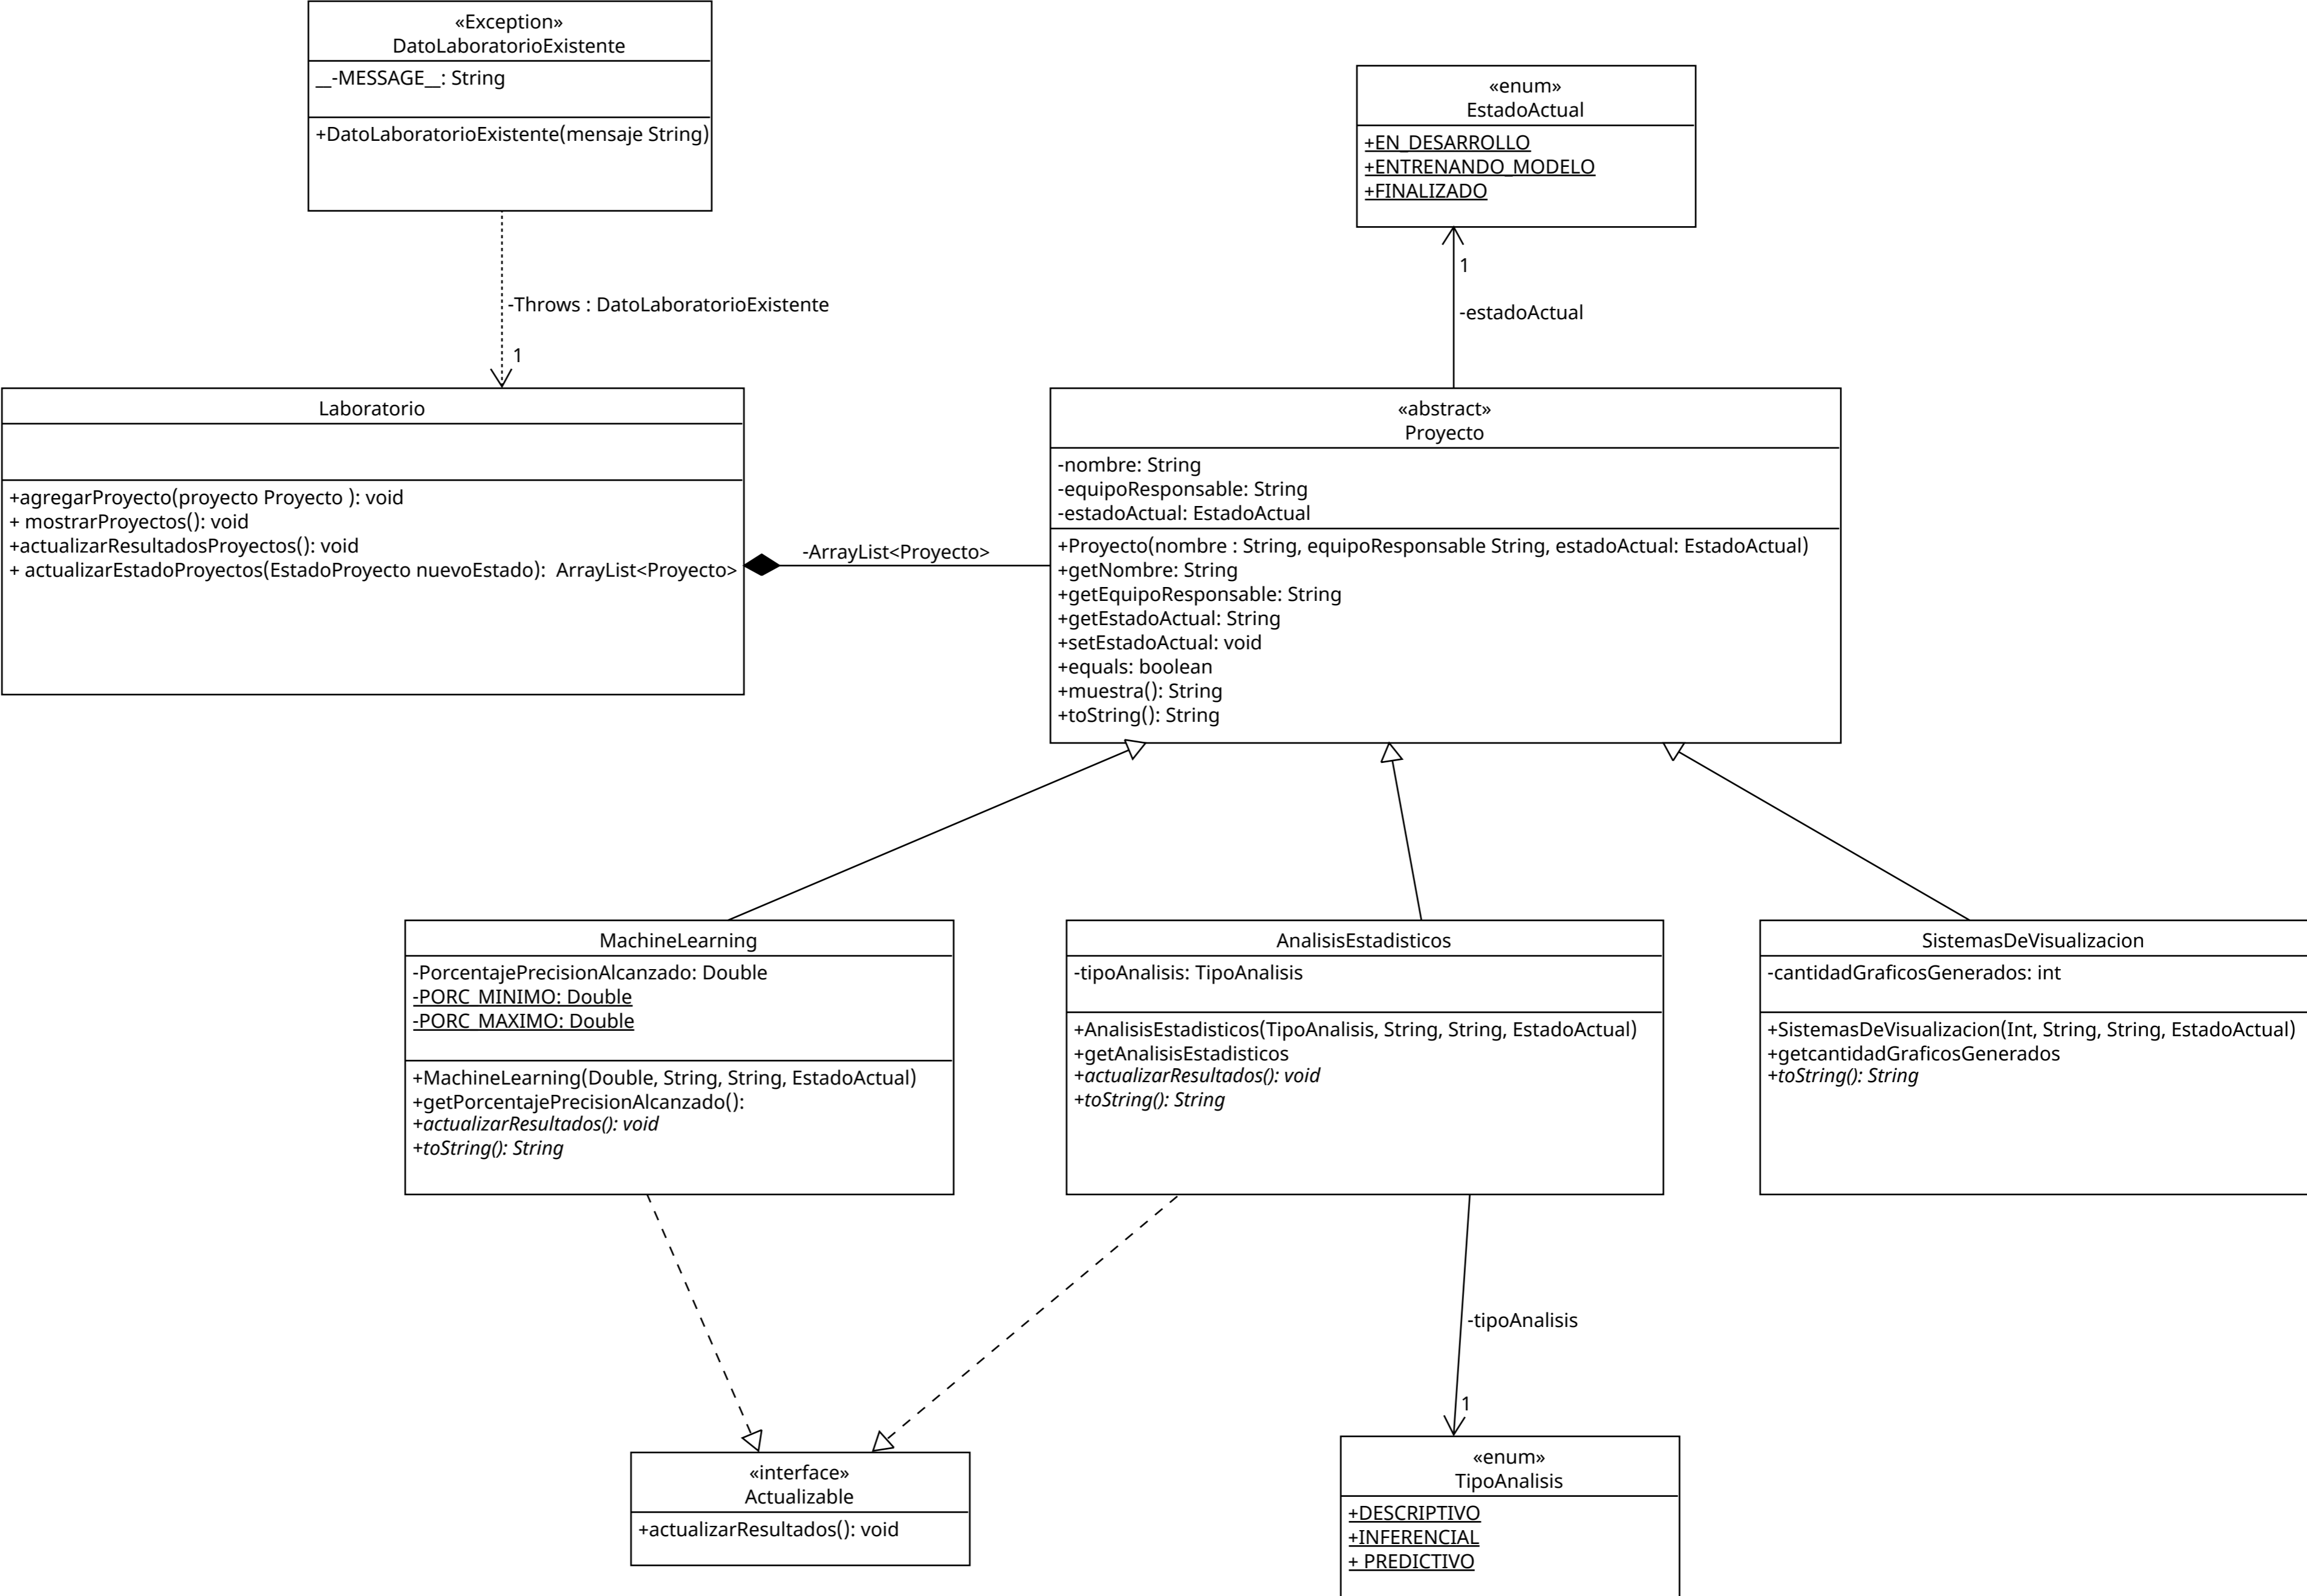 «Exception»
DatoLaboratorioExistente
__-MESSAGE__: String
+DatoLaboratorioExistente(mensaje String)
«enum»
EstadoActual
+EN_DESARROLLO
+ENTRENANDO_MODELO
+FINALIZADO
1
-estadoActual
-Throws : DatoLaboratorioExistente
1
Laboratorio
+agregarProyecto(proyecto Proyecto ): void
+ mostrarProyectos(): void
+actualizarResultadosProyectos(): void
+ actualizarEstadoProyectos(EstadoProyecto nuevoEstado):  ArrayList<Proyecto>
-ArrayList<Proyecto>
«abstract»
Proyecto
-nombre: String
-equipoResponsable: String
-estadoActual: EstadoActual
+Proyecto(nombre : String, equipoResponsable String, estadoActual: EstadoActual)
+getNombre: String
+getEquipoResponsable: String
+getEstadoActual: String
+setEstadoActual: void
+equals: boolean
+muestra(): String
+toString(): String
MachineLearning
-PorcentajePrecisionAlcanzado: Double
-PORC_MINIMO: Double
-PORC_MAXIMO: Double
+MachineLearning(Double, String, String, EstadoActual)
+getPorcentajePrecisionAlcanzado():
+actualizarResultados(): void
+toString(): String
AnalisisEstadisticos
-tipoAnalisis: TipoAnalisis
+AnalisisEstadisticos(TipoAnalisis, String, String, EstadoActual)
+getAnalisisEstadisticos
+actualizarResultados(): void
+toString(): String
SistemasDeVisualizacion
-cantidadGraficosGenerados: int
+SistemasDeVisualizacion(Int, String, String, EstadoActual)
+getcantidadGraficosGenerados
+toString(): String
-tipoAnalisis
1
«interface»
Actualizable
+actualizarResultados(): void
«enum»
TipoAnalisis
+DESCRIPTIVO
+INFERENCIAL
+ PREDICTIVO